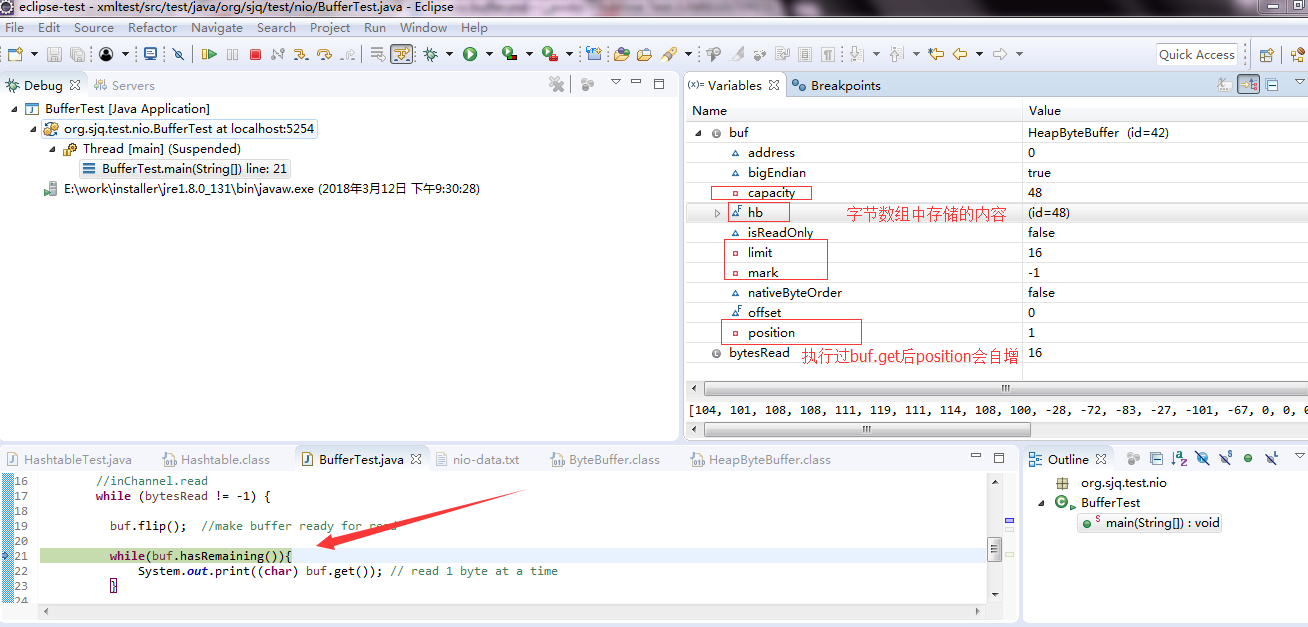 eclipse-test - xmltest/src/test/java/org/sjq/test/nio/BufferTest.java - Eclipse
File Edit Source Refactor Navigate Search Project Run Window Help
Quick Access
Debug Servers
BufferTest [Java Application]
org.sjq.test.nio.BufferTest at localhost:5254
Thread [main] (Suspended)
BufferTest.main(String[]) line: 21
E:\work\installer\jre1.8.0_131\bin\javaw.exe (2018年3月12日 下午9:30:28)
(x)= Variables Breakpoints
Name Value
buf HeapByteBuffer (id=42)
address 0
bigEndian true
capacity 48
hb 字节数组中存储的内容 (id=48)
isReadOnly false
limit 16
mark -1
nativeByteOrder false
offset 0
position 1
bytesRead 执行过buf.get后position会自增 16
[104, 101, 108, 108, 111, 119, 111, 114, 108, 100, -28, -72, -83, -27, -101, -67, 0, 0, 0
HashtableTest.java Hashtable.class BufferTest.java nio-data.txt ByteBuffer.class HeapByteBuffer.class
16 //inChannel.read
17 while (bytesRead != -1) {
18
19 buf.flip(); //make buffer ready for read
20
21 while(buf.hasRemaining()){
22 System.out.print((char) buf.get()); // read 1 byte at a time
23 }
24
Outline
org.sjq.test.nio
BufferTest
main(String[]) : void